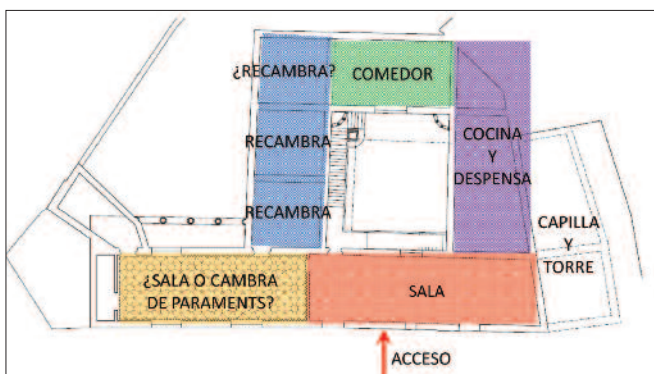 ¿RECAMBRA?
COMEDOR
RECAMBRA
COCINA
Y
DESPENSA
RECAMBRA
CAPILLA
Y
TORRE
¿SALA O CAMBRA
DE PARAMENTS?
SALA
ACCESO